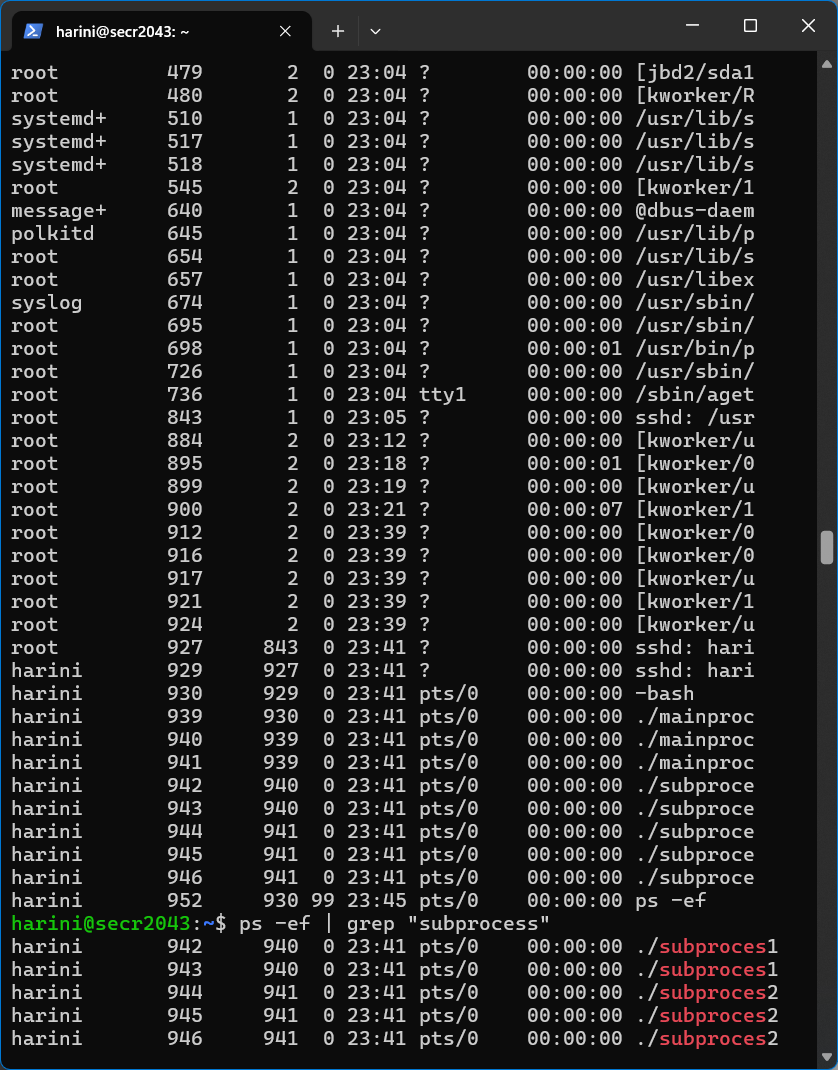 harini@secr2043: ~
root 479 2 0 23:04 ? 00:00:00 [jbd2/sda1
root 480 2 0 23:04 ? 00:00:00 [kworker/R
systemd+ 510 1 0 23:04 ? 00:00:00 /usr/lib/s
systemd+ 517 1 0 23:04 ? 00:00:00 /usr/lib/s
systemd+ 518 1 0 23:04 ? 00:00:00 /usr/lib/s
root 545 2 0 23:04 ? 00:00:00 [kworker/1
message+ 640 1 0 23:04 ? 00:00:00 @dbus-daem
polkitd 645 1 0 23:04 ? 00:00:00 /usr/lib/p
root 654 1 0 23:04 ? 00:00:00 /usr/lib/s
root 657 1 0 23:04 ? 00:00:00 /usr/libex
syslog 674 1 0 23:04 ? 00:00:00 /usr/sbin/
root 695 1 0 23:04 ? 00:00:00 /usr/sbin/
root 698 1 0 23:04 ? 00:00:01 /usr/bin/p
root 726 1 0 23:04 ? 00:00:00 /usr/sbin/
root 736 1 0 23:04 tty1 00:00:00 /sbin/aget
root 843 1 0 23:05 ? 00:00:00 sshd: /usr
root 884 2 0 23:12 ? 00:00:00 [kworker/u
root 895 2 0 23:18 ? 00:00:01 [kworker/0
root 899 2 0 23:19 ? 00:00:00 [kworker/u
root 900 2 0 23:21 ? 00:00:07 [kworker/1
root 912 2 0 23:39 ? 00:00:00 [kworker/0
root 916 2 0 23:39 ? 00:00:00 [kworker/0
root 917 2 0 23:39 ? 00:00:00 [kworker/u
root 921 2 0 23:39 ? 00:00:00 [kworker/1
root 924 2 0 23:39 ? 00:00:00 [kworker/u
root 927 843 0 23:41 ? 00:00:00 sshd: hari
harini 929 927 0 23:41 ? 00:00:00 sshd: hari
harini 930 929 0 23:41 pts/0 00:00:00 -bash
harini 939 930 0 23:41 pts/0 00:00:00 ./mainproc
harini 940 939 0 23:41 pts/0 00:00:00 ./mainproc
harini 941 939 0 23:41 pts/0 00:00:00 ./mainproc
harini 942 940 0 23:41 pts/0 00:00:00 ./subproce
harini 943 940 0 23:41 pts/0 00:00:00 ./subproce
harini 944 941 0 23:41 pts/0 00:00:00 ./subproce
harini 945 941 0 23:41 pts/0 00:00:00 ./subproce
harini 946 941 0 23:41 pts/0 00:00:00 ./subproce
harini 952 930 99 23:45 pts/0 00:00:00 ps -ef
harini@secr2043:~$ ps -ef | grep "subprocess"
harini 942 940 0 23:41 pts/0 00:00:00 ./subproces1
harini 943 940 0 23:41 pts/0 00:00:00 ./subproces1
harini 944 941 0 23:41 pts/0 00:00:00 ./subproces2
harini 945 941 0 23:41 pts/0 00:00:00 ./subproces2
harini 946 941 0 23:41 pts/0 00:00:00 ./subproces2